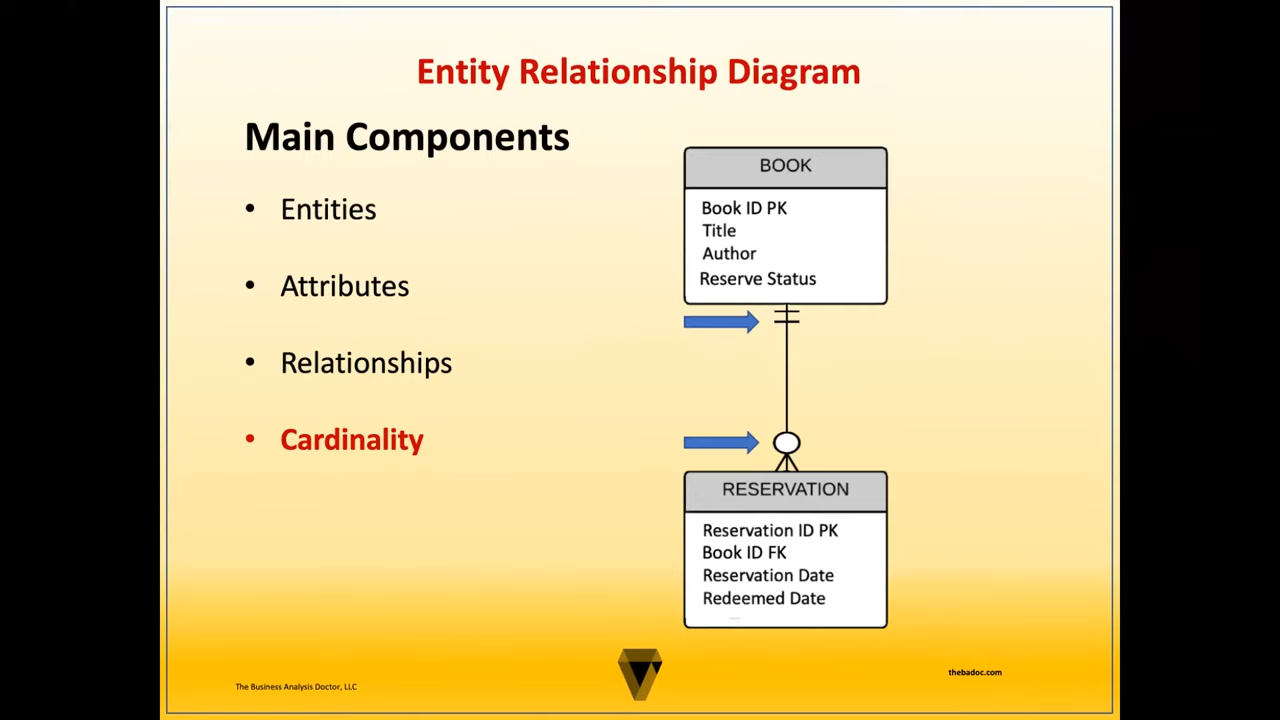 Entity Relationship Diagram
Main Components
• Entities
• Attributes
• Relationships
• Cardinality
BOOK
Book ID PK
Title
Author
Reserve Status
RESERVATION
Reservation ID PK
Book ID FK
Reservation Date
Redeemed Date
The Business Analysis Doctor, LLC
thebadoc.com